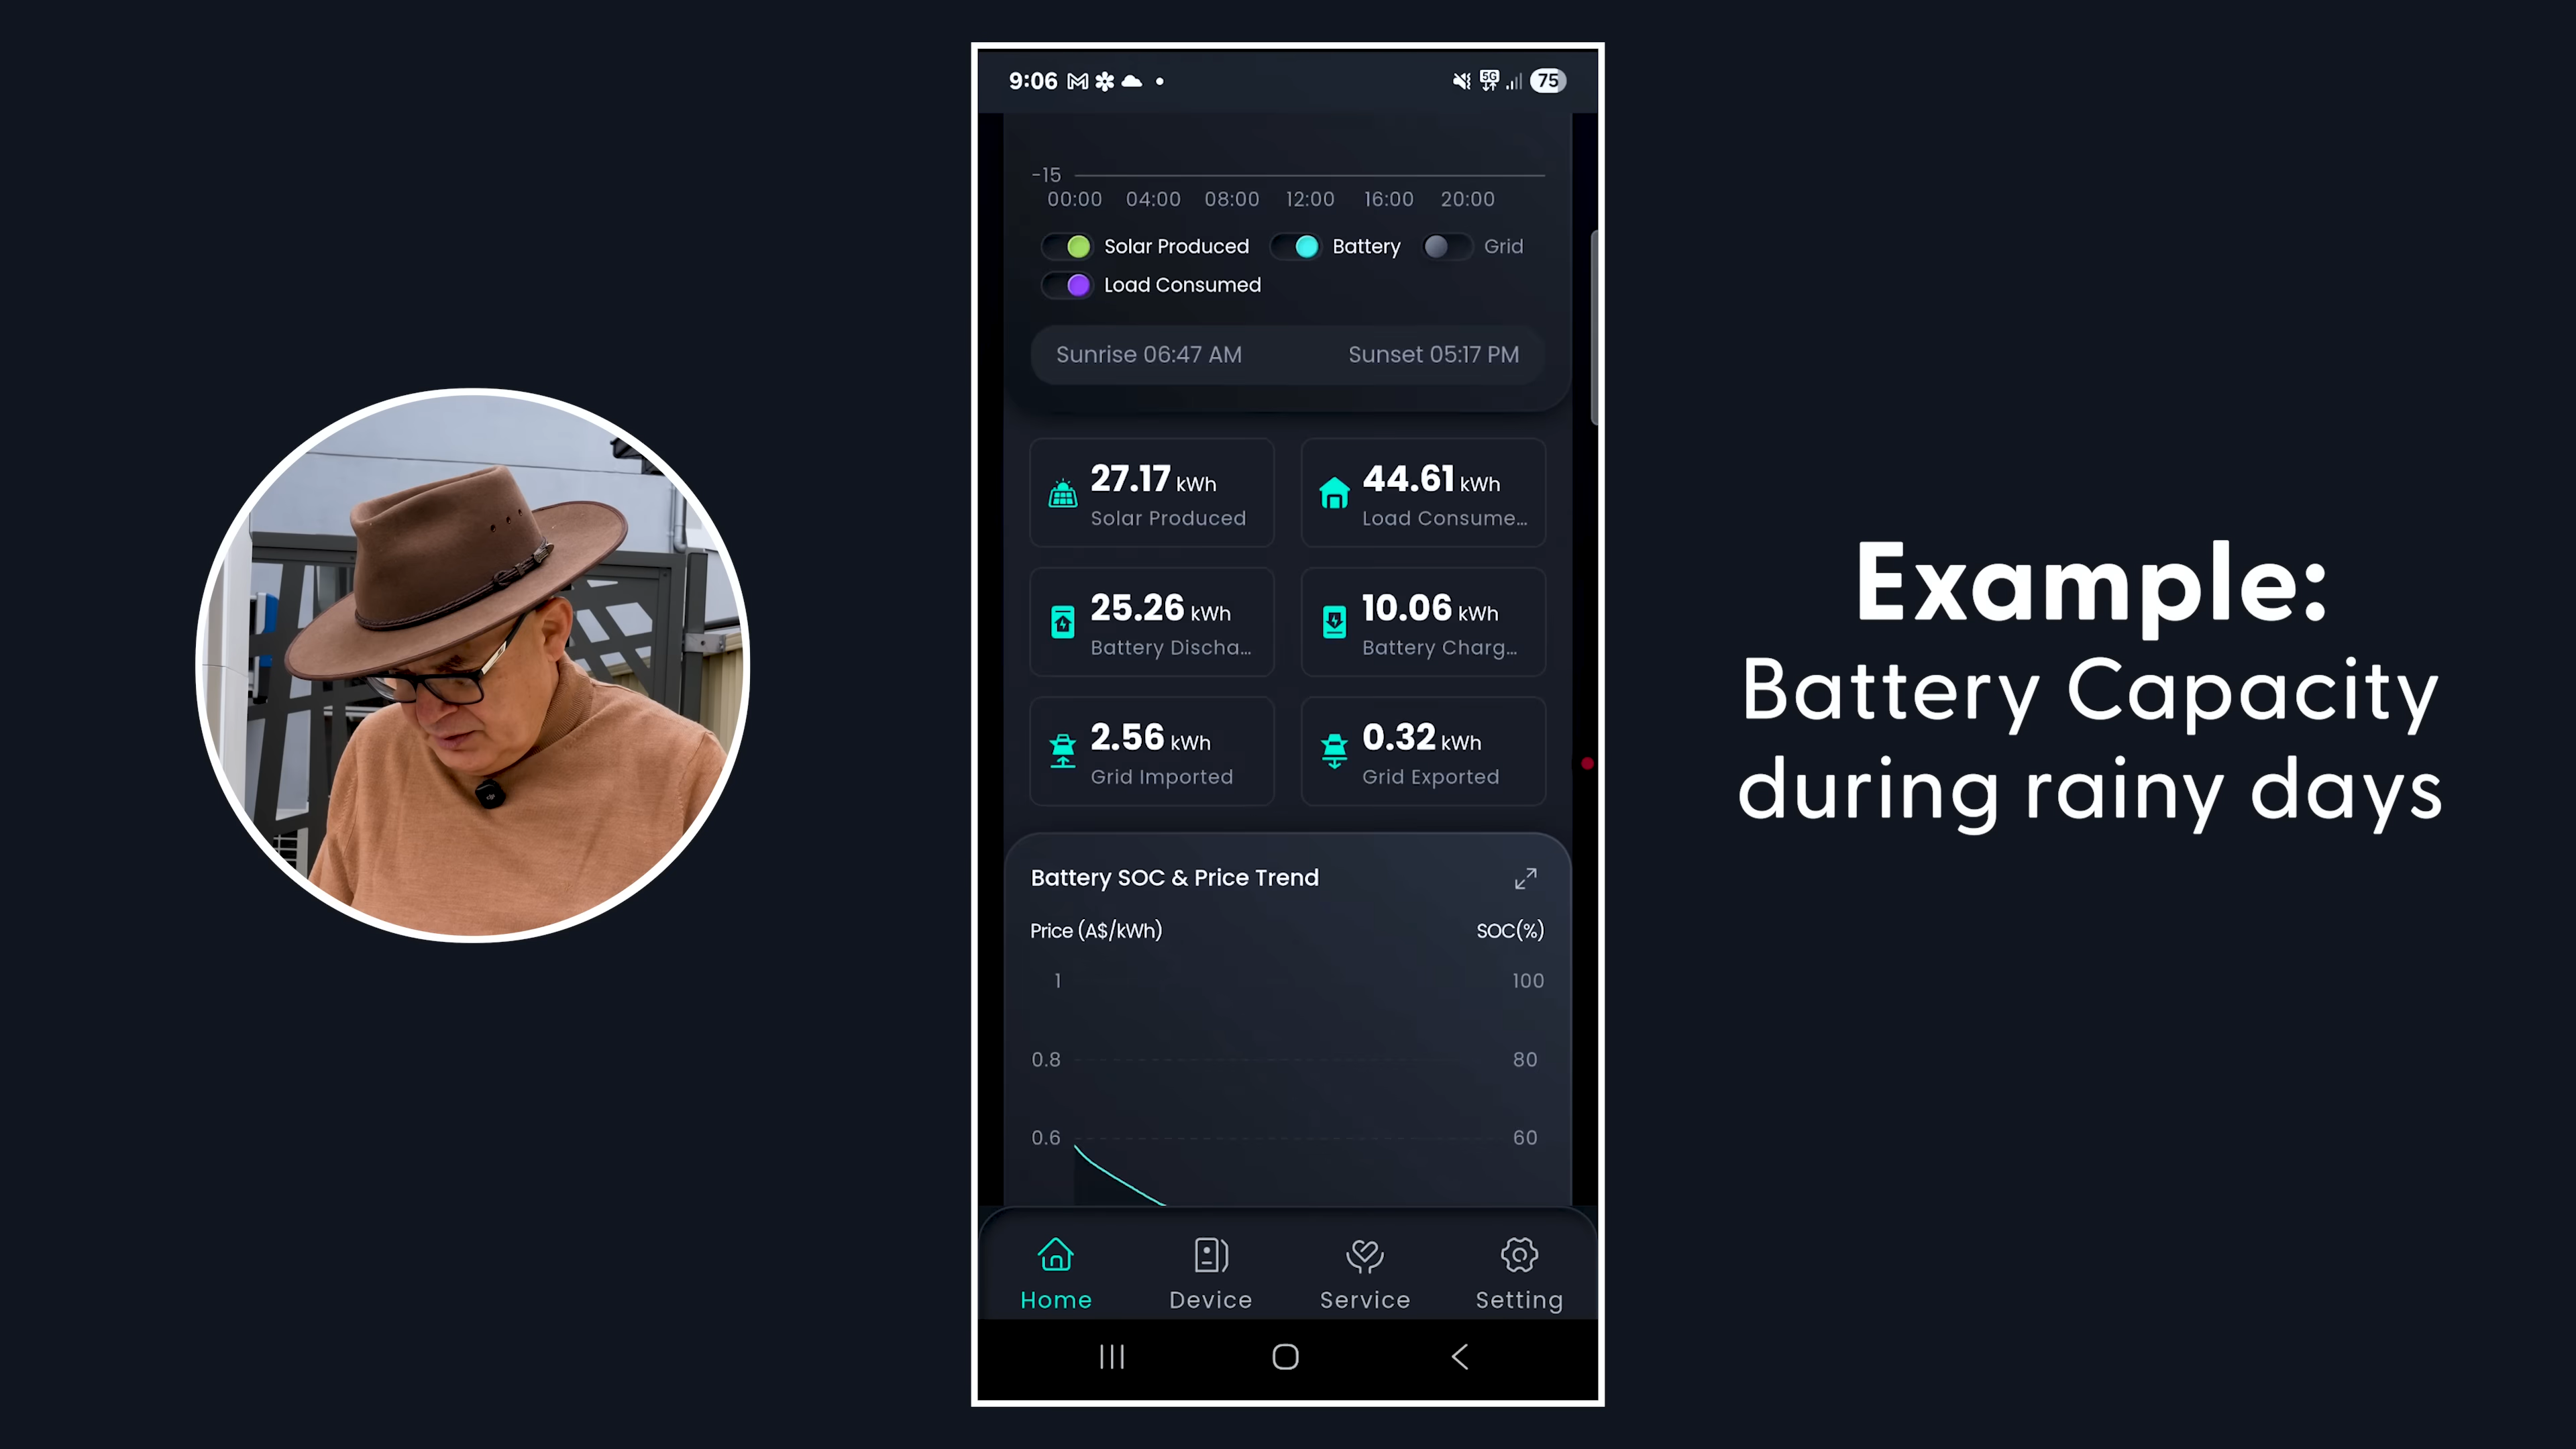 9:06
5G
75
-15
00:00 04:00 08:00 12:00 16:00 20:00
Solar Produced Battery Grid
Load Consumed
Sunrise 06:47 AM Sunset 05:17 PM
27.17 kWh
Solar Produced
44.61 kWh
Load Consume...
25.26 kWh
Battery Discha...
10.06 kWh
Battery Charg...
2.56 kWh
Grid Imported
0.32 kWh
Grid Exported
Battery SOC & Price Trend
Price (A$/kWh) SOC(%)
1 100
0.8 80
0.6 60
Home Device Service Setting
Example:
Battery Capacity
during rainy days